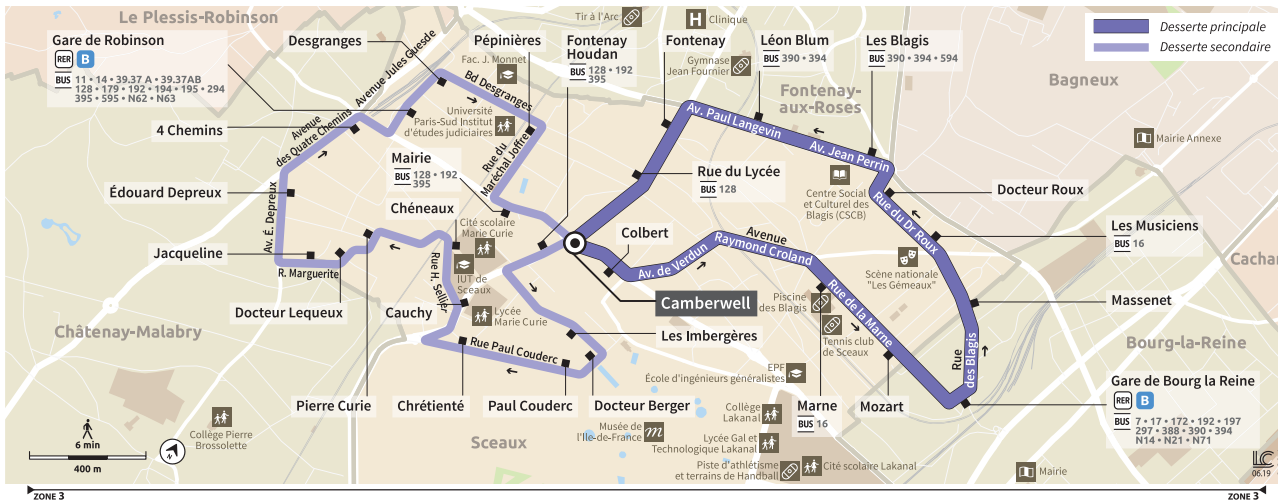 Le Plessis-Robinson
Tir à l'Arc
H Clinique
Desserte principale
Desserte secondaire
Gare de Robinson
RER B
BUS 11 • 14 • 39.37 A • 39.37AB
128 • 179 • 192 • 194 • 195 • 294
395 • 595 • N62 • N63
Desgranges
Avenue Jules Guesde
Pépinières
Fac. J. Monnet
Bd Desgranges
Fontenay
Houdan
BUS 128 • 192
395
Fontenay
Léon Blum
BUS 390 • 394
Les Blagis
BUS 390 • 394 • 594
Gymnase
Jean Fournier
Fontenay-
aux-Roses
Bagneux
4 Chemins
Avenue
des Quatre Chemins
Université
Paris-Sud Institut
d'études judiciaires
Rue du
Maréchal Joffre
Av. Paul Langevin
Av. Jean Perrin
Mairie Annexe
Mairie
BUS 128 • 192
395
Rue du Lycée
BUS 128
Centre Social
et Culturel des
Blagis (CSCB)
Docteur Roux
Édouard Depreux
Av. É. Depreux
Chéneaux
Cité scolaire
Marie Curie
Rue du Dr Roux
Les Musiciens
BUS 16
Colbert
Avenue
Raymond Croland
Av. de Verdun
Jacqueline
R. Marguerite
Rue H. Sellier
IUT de
Sceaux
Scène nationale
"Les Gémeaux"
Cachan
Docteur Lequeux
Cauchy
Lycée
Marie Curie
Camberwell
Piscine
des Blagis
Rue de la Marne
Massenet
Châtenay-Malabry
Les Imbergères
Tennis club
de Sceaux
Rue
des Blagis
Bourg-la-Reine
Rue Paul Couderc
EPF
École d'ingénieurs généralistes
Gare de Bourg la Reine
RER B
BUS 7 • 17 • 172 • 192 • 197
297 • 388 • 390 • 394
N14 • N21 • N71
Pierre Curie
Chrétienté
Paul Couderc
Docteur Berger
Marne
BUS 16
Mozart
Collège
Lakanal
Collège Pierre
Brossolette
Musée de
l'Île-de-France
Sceaux
Lycée Gal et
Technologique Lakanal
Piste d'athlétisme
et terrains de Handball
Cité scolaire Lakanal
Mairie
6 min
400 m
N
LC
06.19
ZONE 3
ZONE 3